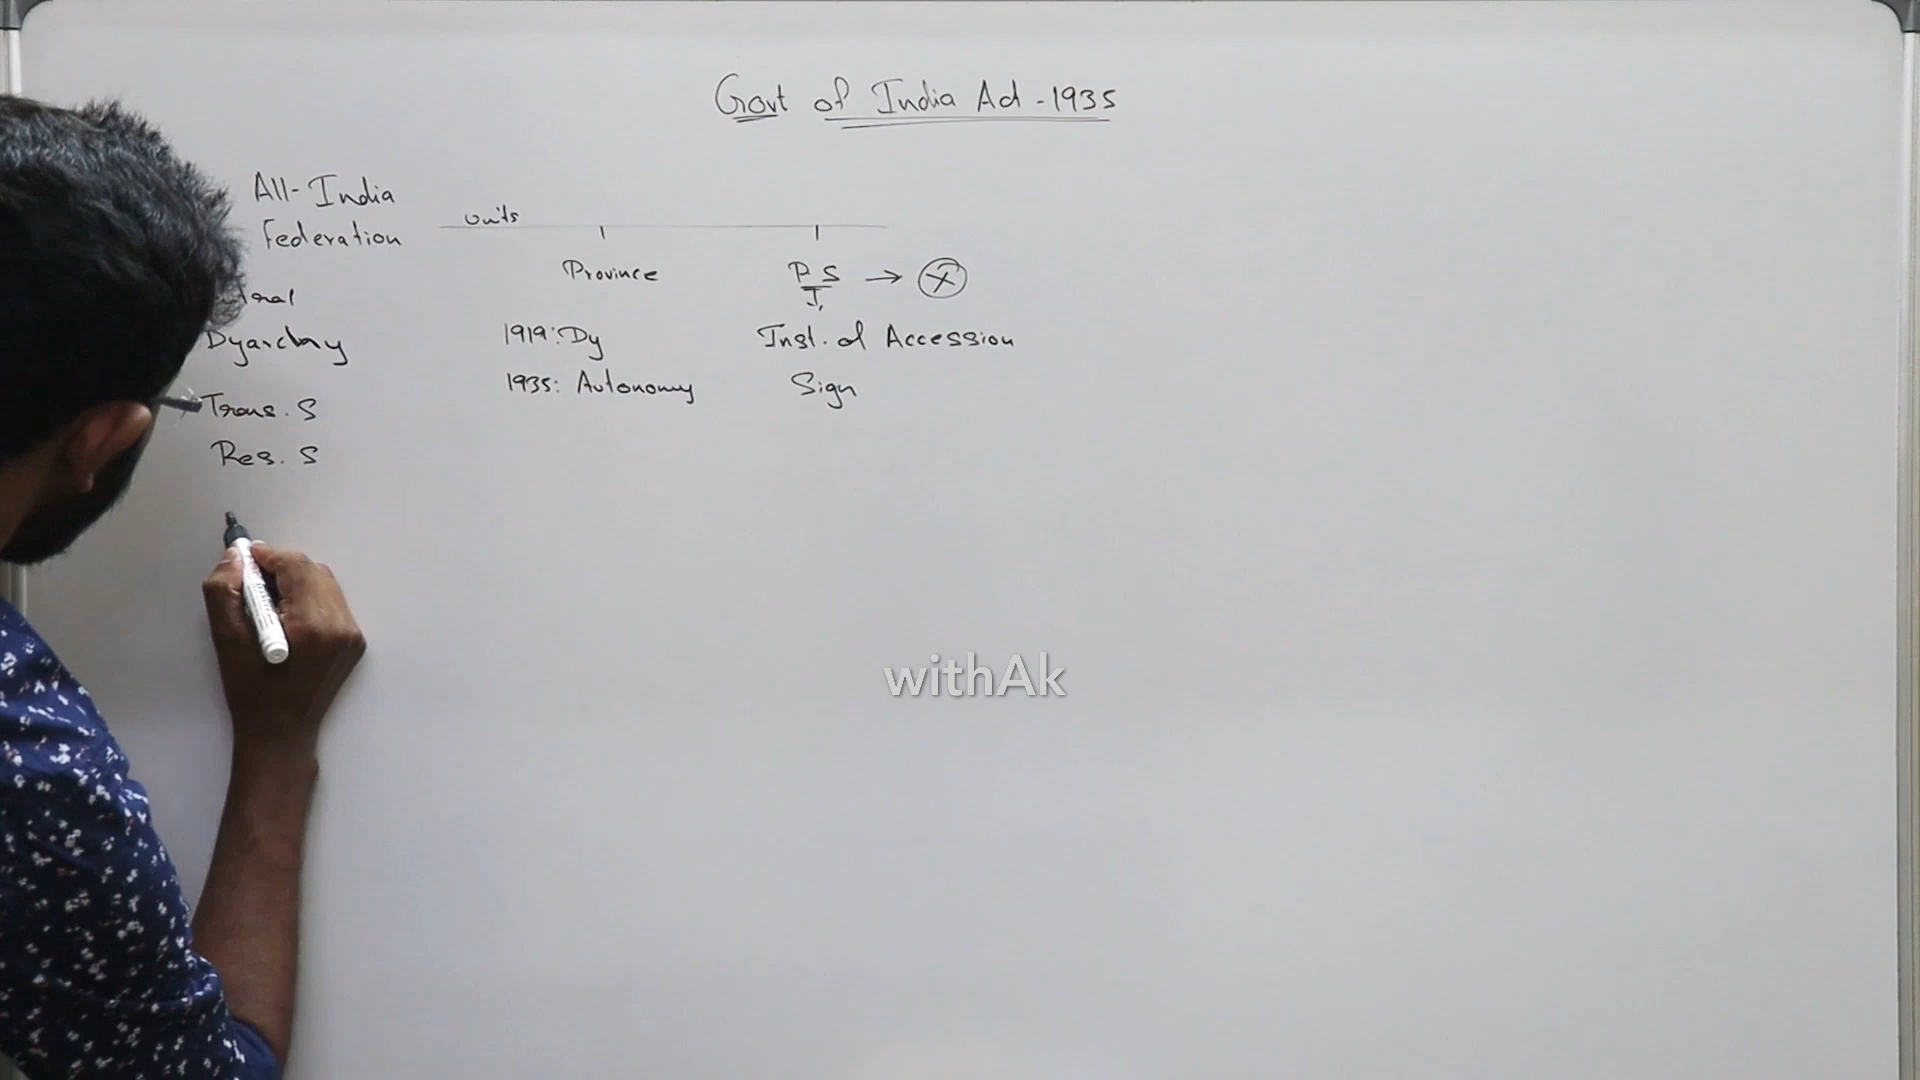 Govt of India Act - 1935
All-India
Federation
units
Province
P S → X
I.
Dyarchy
1919: Dy
Inst. of Accession
1935: Autonomy
Sign
Trans. S
Res. S
withAk